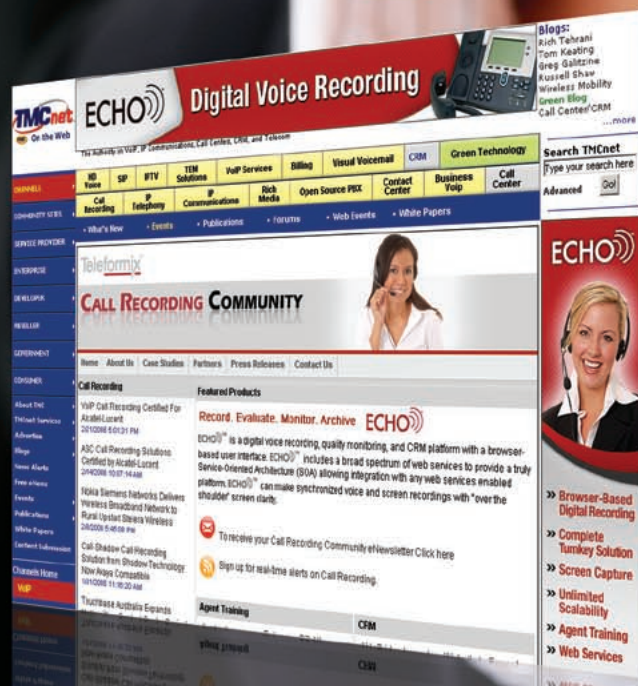 TMCnet
On the Web
ECHO
Digital Voice Recording
Blogs:
Rich Tehrani
Tom Keating
Greg Galitzine
Russell Shaw
Wireless Mobility
Green Blog
Call Center/CRM
...more
The Authority on VoIP, IP Communications, Call Center, CRM, and Telecom
HD Voice
SIP
IPTV
TEM Solutions
VoIP Services
Billing
Visual Voicemail
CRM
Green Technology
Call Recording
IP Telephony
IP Communications
Rich Media
Open Source PBX
Contact Center
Business Voip
Call Center
• What's New
• Events
• Publications
• Forums
• Web Events
• White Papers
Search TMCnet
Type your search here
Advanced
Go!
CHANNELS
COMMUNITY SITES
SERVICE PROVIDER
ENTERPRISE
DEVELOPER
RESELLER
GOVERNMENT
CONSUMER
About TMC
TMCnet Services
Advertise
Blogs
News Alerts
Events
Publications
White Papers
Content Submission
Channels Home
VoIP
Teleformix
CALL RECORDING COMMUNITY
Home
About Us
Case Studies
Partners
Press Releases
Contact Us
Call Recording
VoIP Call Recording Certified For
Alcatel-Lucent
ASC Call Recording Solutions
Certified by Alcatel-Lucent
Nokia Siemens Networks Delivers
Wireless Broadband Network to
Rural Upstart Stelera Wireless
Call-Shadow Call Recording
Solution from Shadow Technology
Now Avaya Compatible
Touchbase Australia Expands
Featured Products
Record. Evaluate. Monitor. Archive ECHO
ECHO™ is a digital voice recording, quality monitoring, and CRM platform with a browser-
based user interface. ECHO™ includes a broad spectrum of web services to provide a truly
Service-Oriented Architecture (SOA) allowing integration with any web services enabled
platform. ECHO™ can make synchronized voice and screen recordings with "over the
shoulder' screen clarity.
To receive your Call Recording Community eNewsletter Click here
Sign up for real-time alerts on Call Recording.
Agent Training
CRM
ECHO
» Browser-Based
Digital Recording
» Complete
Turnkey Solution
» Screen Capture
» Unlimited
Scalability
» Agent Training
» Web Services